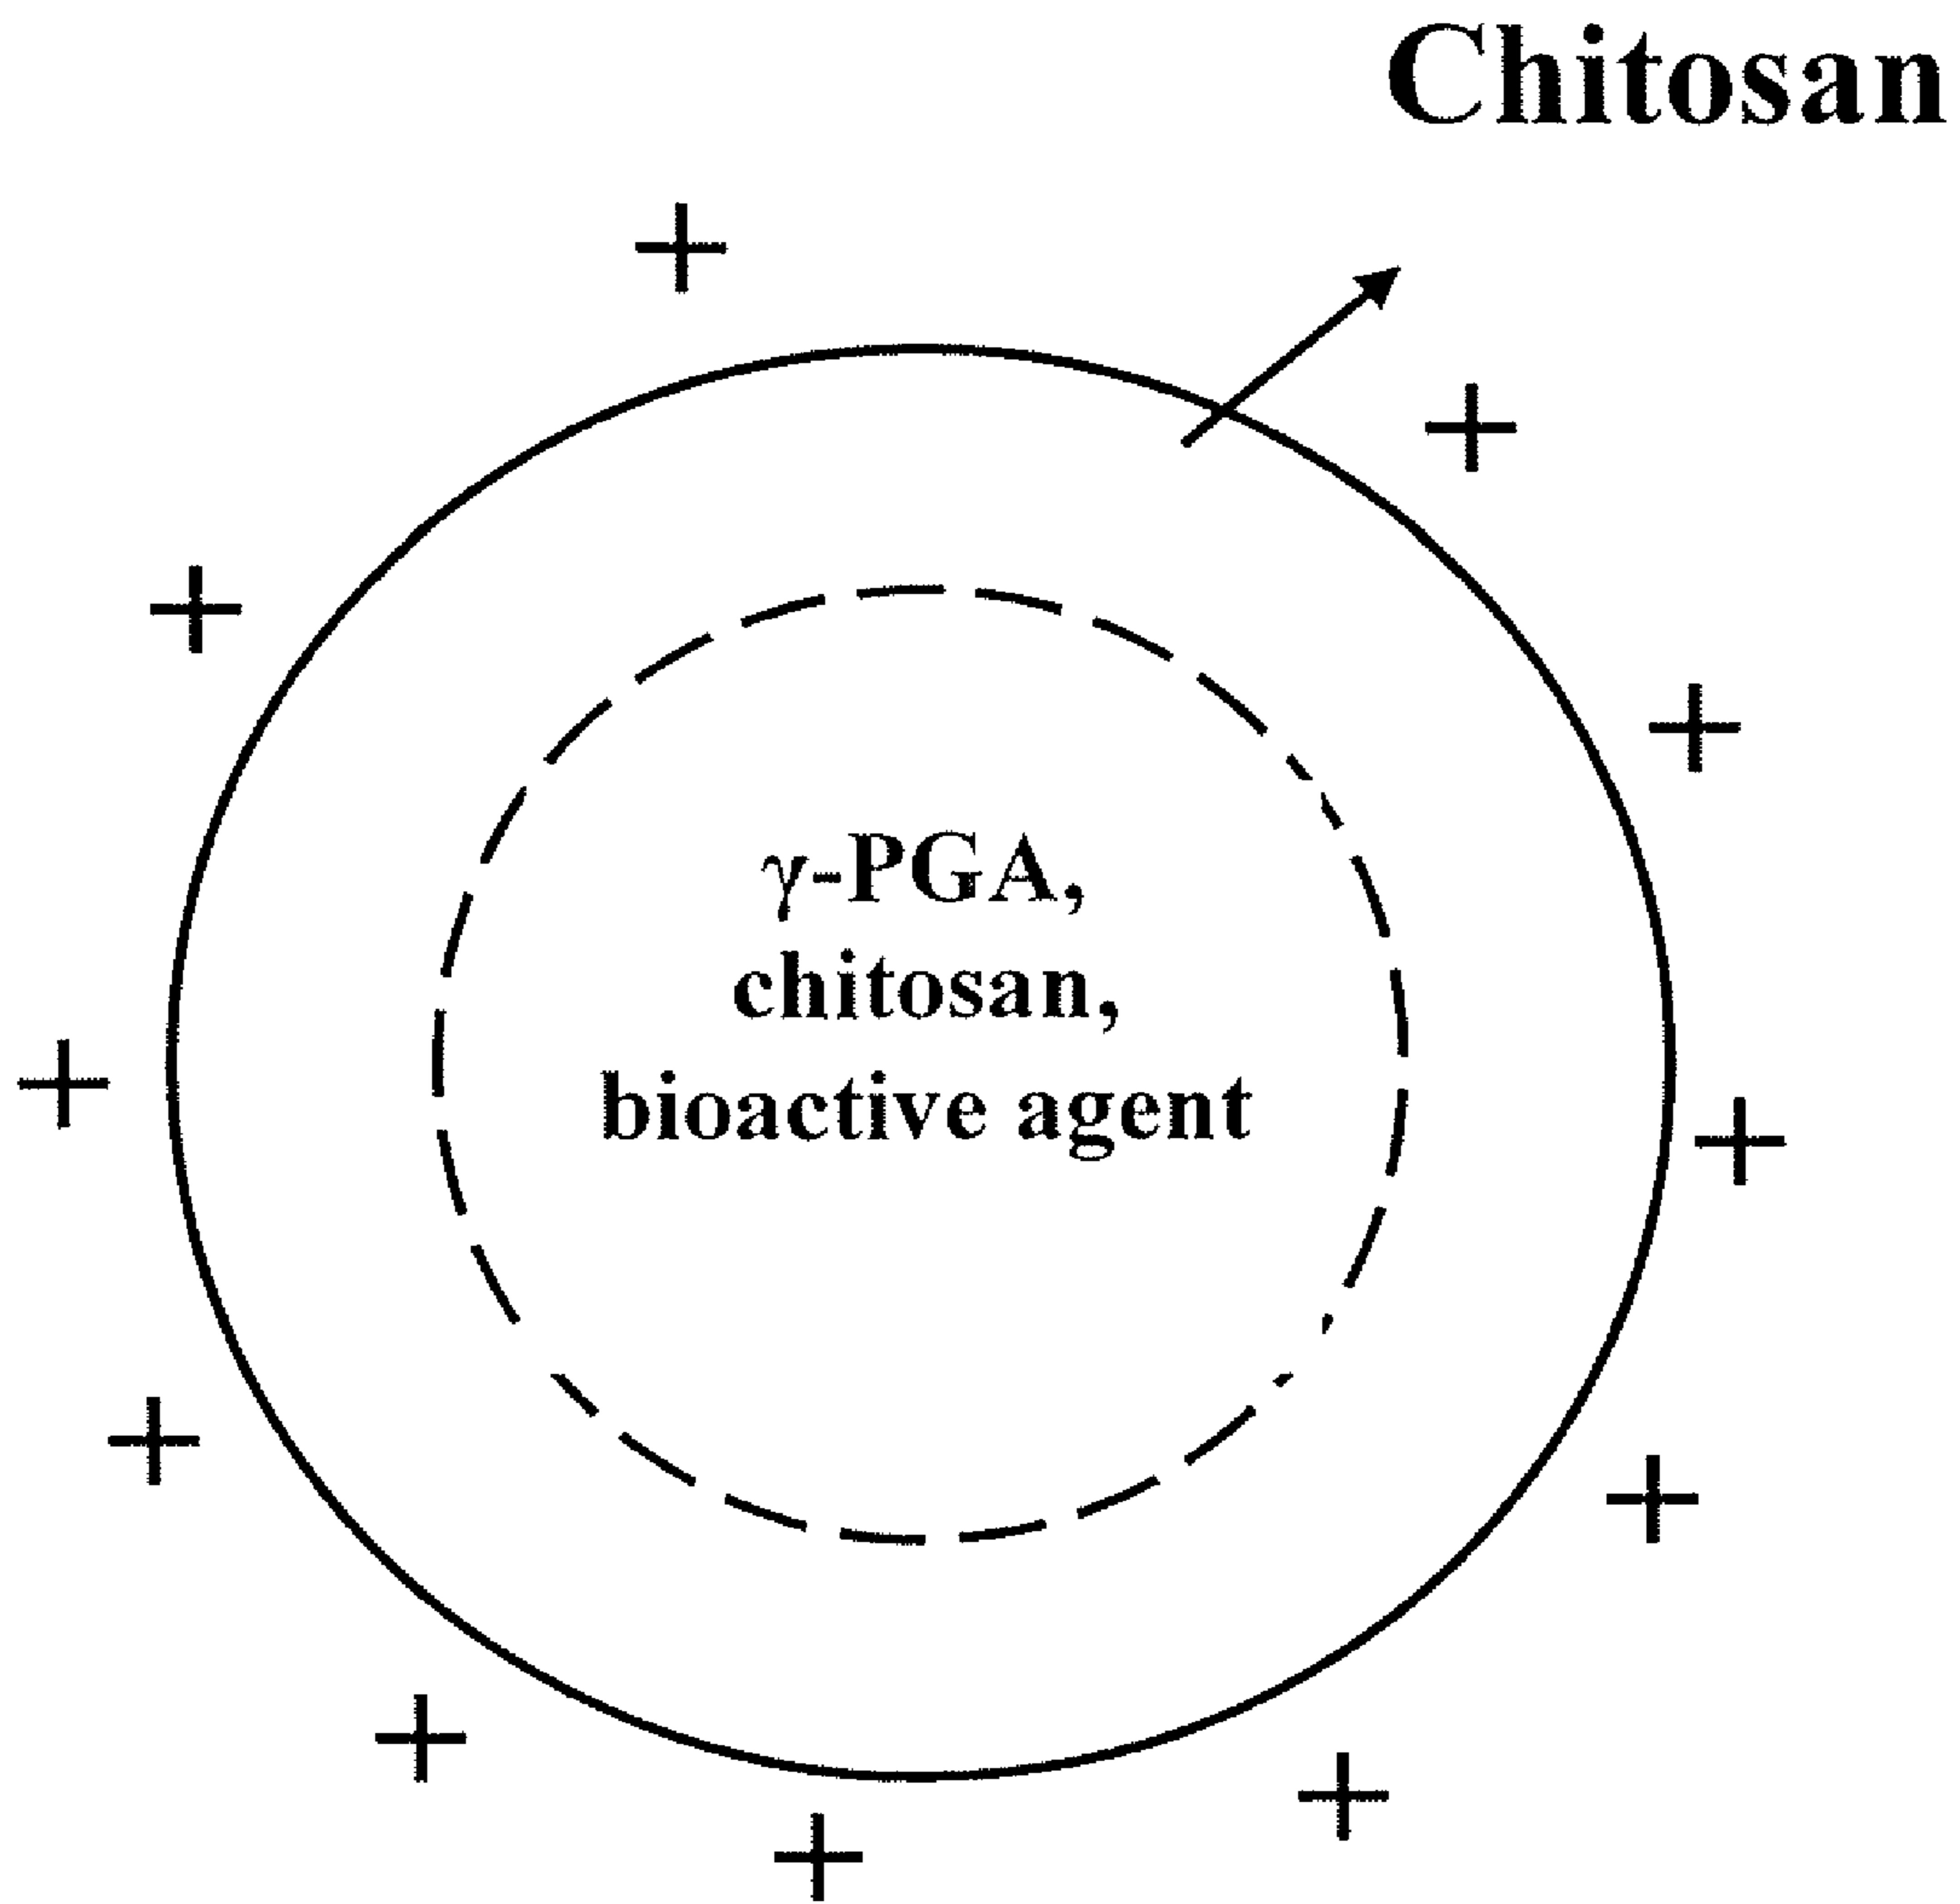 Chitosan
γ-PGA,
chitosan,
bioactive agent